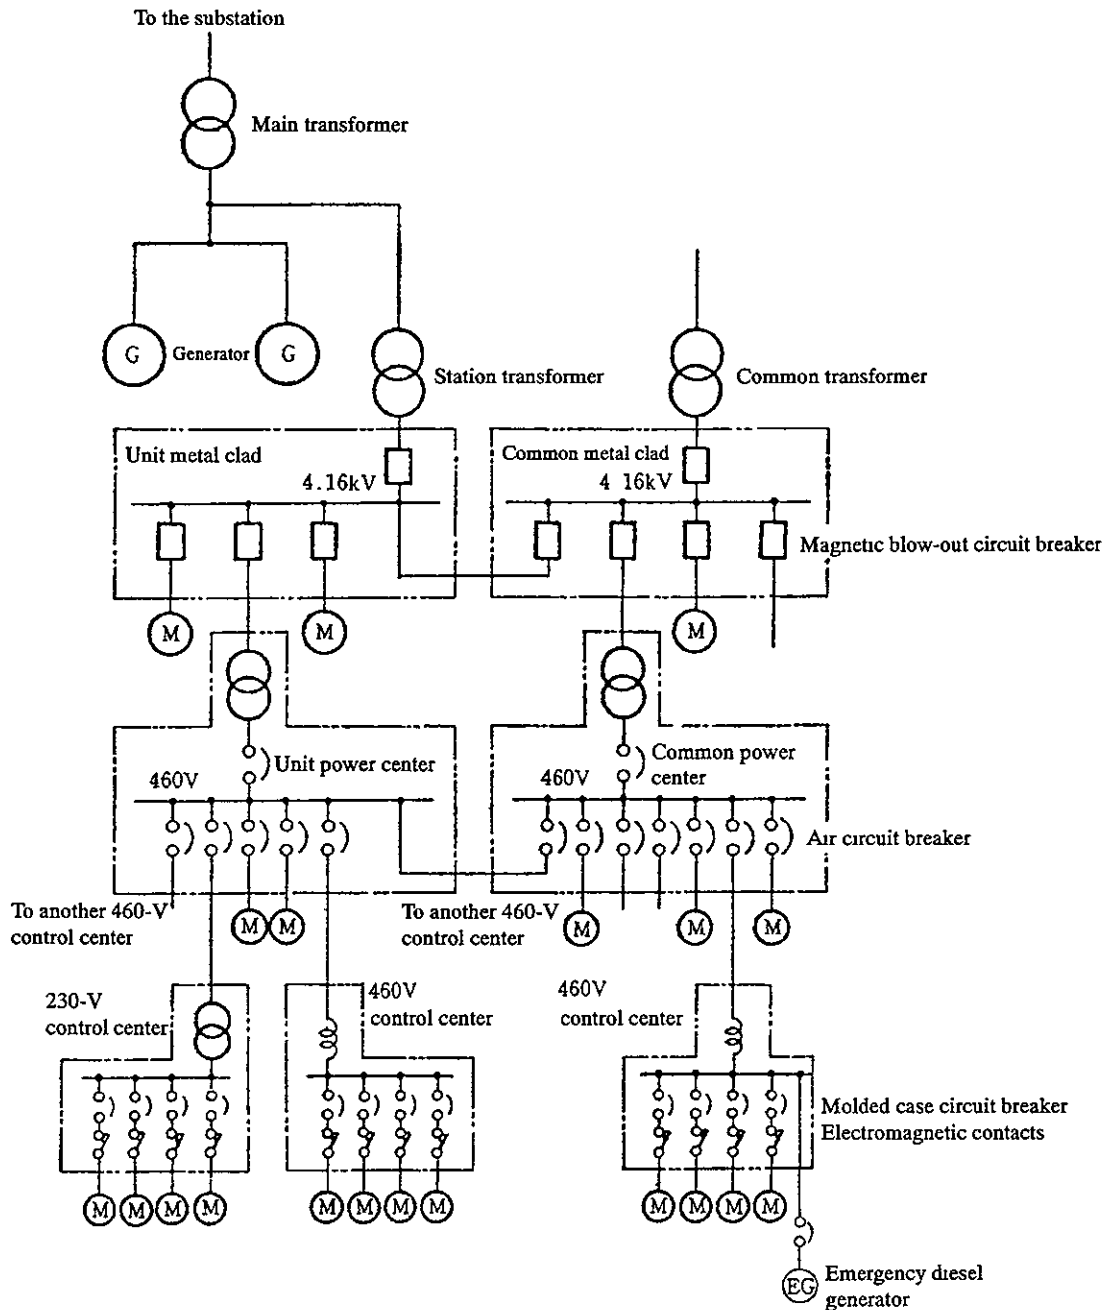 To the substation
Main transformer
G
Generator
G
Station transformer
Common transformer
Unit metal clad
4.16kV
Common metal clad
4 16kV
Magnetic blow-out circuit breaker
M
M
M
Unit power center
460V
Common power
center
460V
Air circuit breaker
To another 460-V
control center
M
M
To another 460-V
control center
M
M
M
230-V
control center
460V
control center
460V
control center
Molded case circuit breaker
Electromagnetic contacts
M
M
M
M
M
M
M
M
M
M
M
M
EG
Emergency diesel
generator